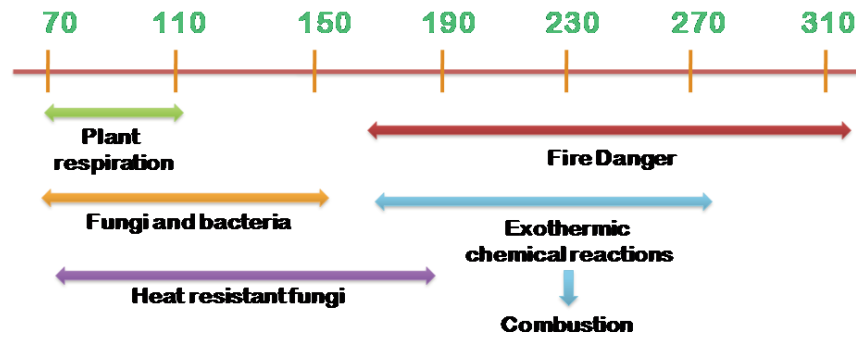 70 110 150 190 230 270 310
Plant
respiration
Fire Danger
Fungi and bacteria
Exothermic
chemical reactions
Heat resistant fungi
Combustion